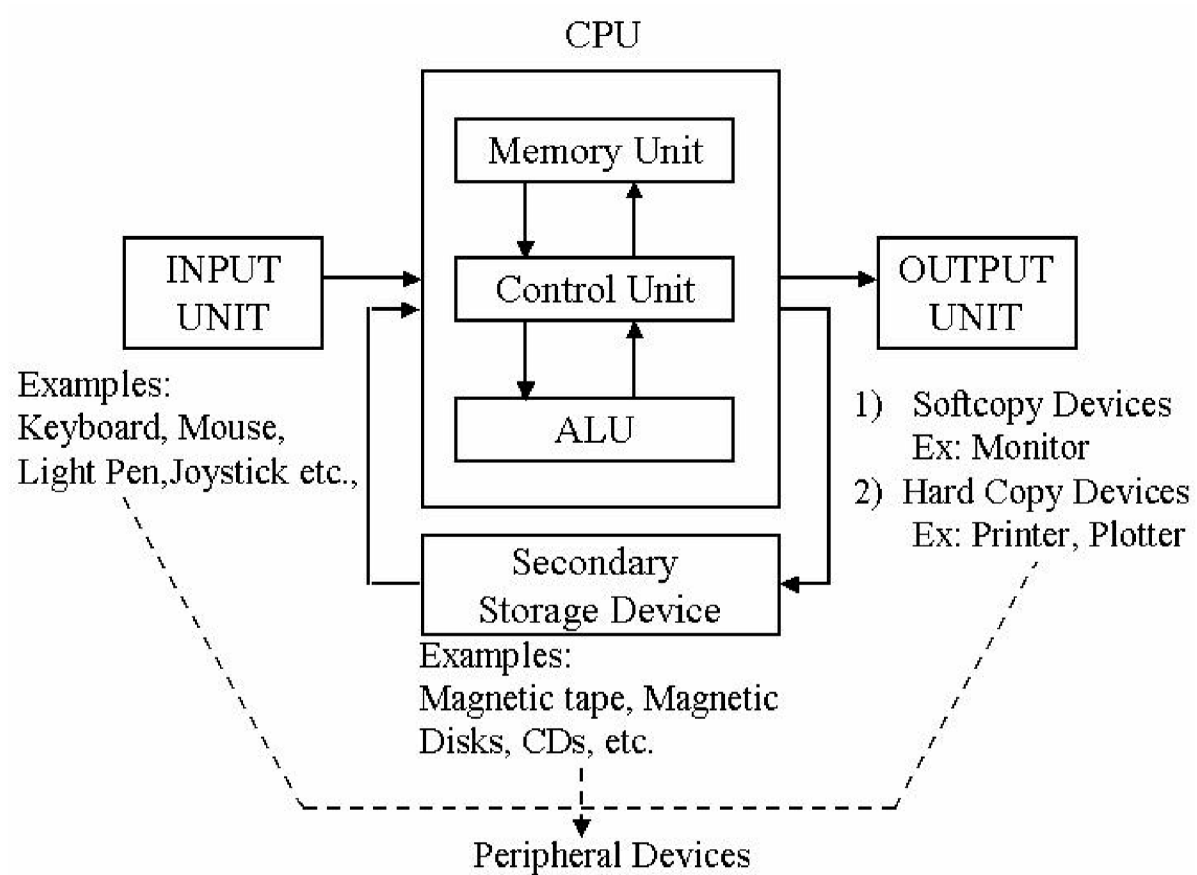 CPU
Memory Unit
Control Unit
ALU
INPUT
UNIT
Examples:
Keyboard, Mouse,
Light Pen,Joystick etc.,
OUTPUT
UNIT
1) Softcopy Devices
Ex: Monitor
2) Hard Copy Devices
Ex: Printer, Plotter
Secondary
Storage Device
Examples:
Magnetic tape, Magnetic
Disks, CDs, etc.
Peripheral Devices